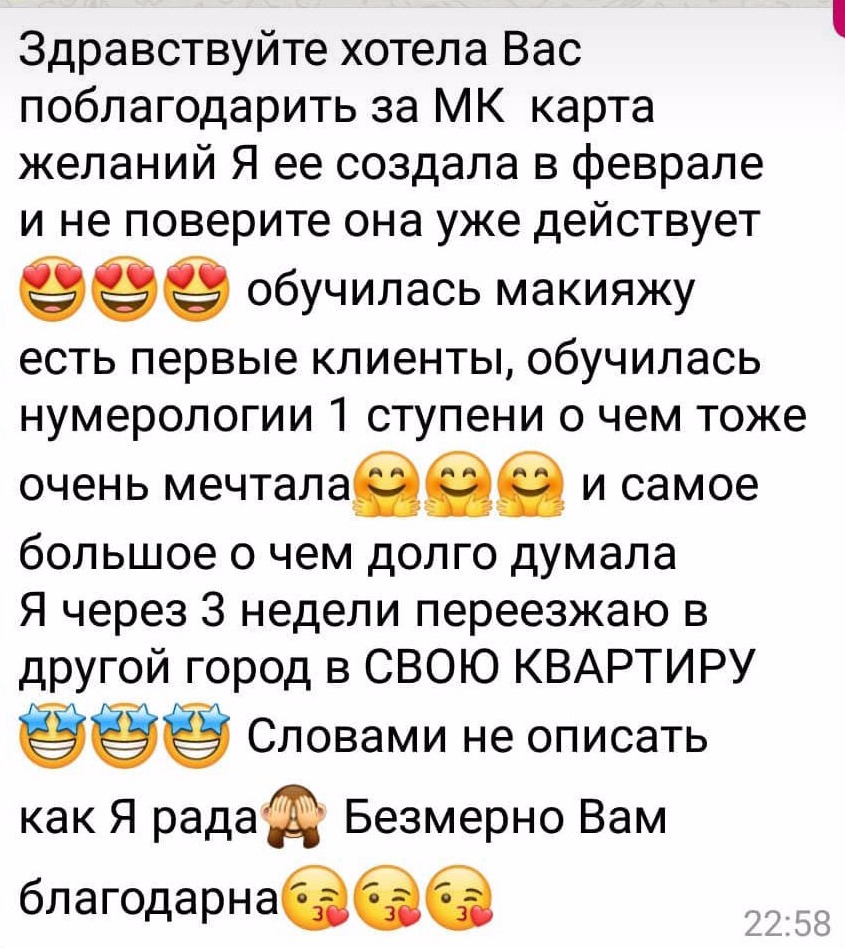 Здравствуйте хотела Вас
поблагодарить за МК карта
желаний Я ее создала в феврале
и не поверите она уже действует
😍😍😍 обучилась макияжу
есть первые клиенты, обучилась
нумерологии 1 ступени о чем тоже
очень мечтала🤗🤗🤗 и самое
большое о чем долго думала
Я через 3 недели переезжаю в
другой город в СВОЮ КВАРТИРУ
🤩🤩🤩 Словами не описать
как Я рада🙈 Безмерно Вам
благодарна😘😘😘
22:58